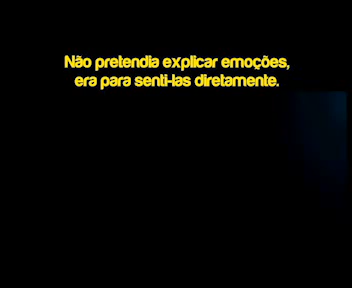 Não pretendia explicar emoções,
era para senti-las diretamente.